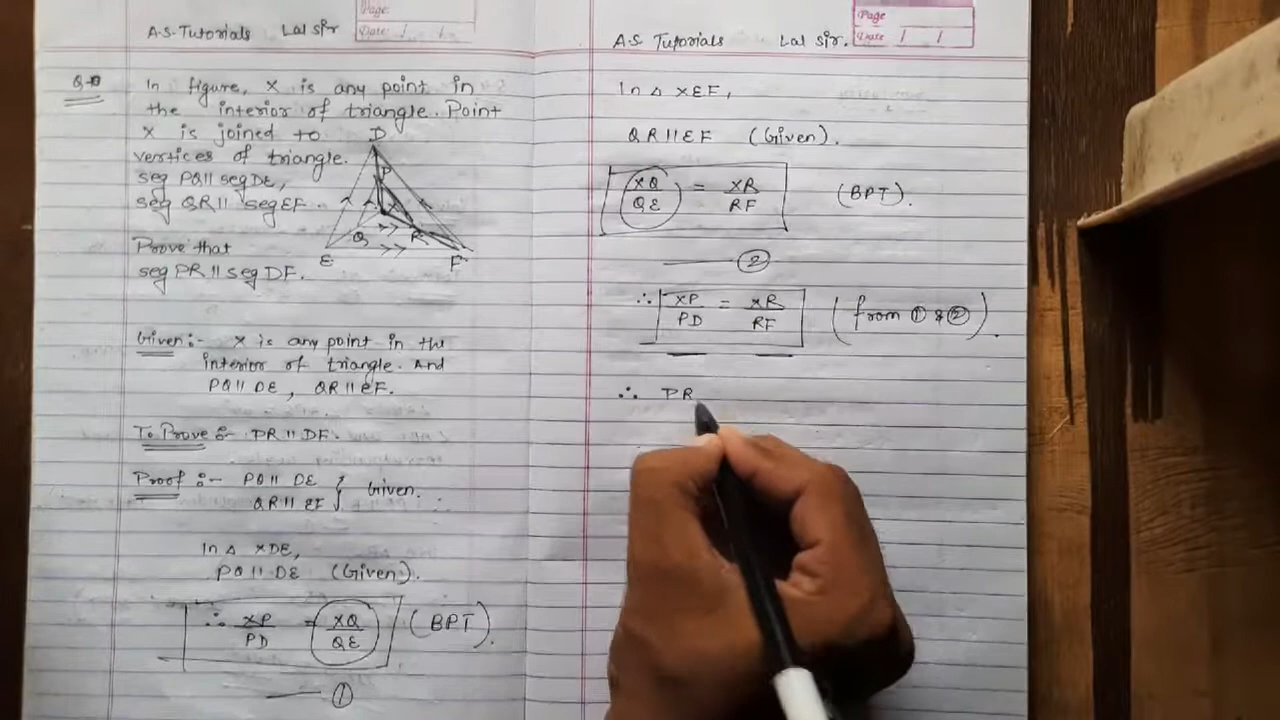 Page:
Date: / /
A.S. Tutorials Lal sir
Q→
In figure, X is any point in
the interior of triangle. Point
X is joined to
vertices of triangle.
seg PQ || seg DE,
seg QR || seg EF.
Prove that
seg PR || seg DF.
D
P
X
Q
R
E
F
Given:- X is any point in the
interior of triangle. And
PQ || DE, QR || EF.
To Prove:- PR || DF.
Proof:- PQ || DE
QR || EF } Given.
In △ XDE,
PQ || DE (Given).
∴ XP/PD = XQ/QE (BPT).
①
Page
Date / /
A.S. Tutorials Lal sir.
In △ XEF,
QR || EF (Given).
XQ/QE = XR/RF (BPT).
②
∴ XP/PD = XR/RF (from ① & ②).
∴ PR